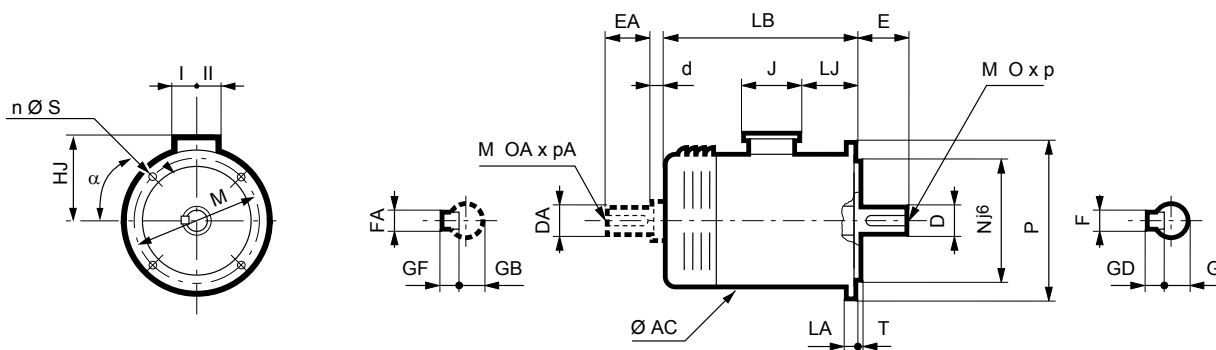 EA LB E
I II
d J LJ
M O x p
n Ø S
HJ
α
M
M OA x pA
FA
DA
D
Nj6
P
F
GF GB
GD G
Ø AC
LA T